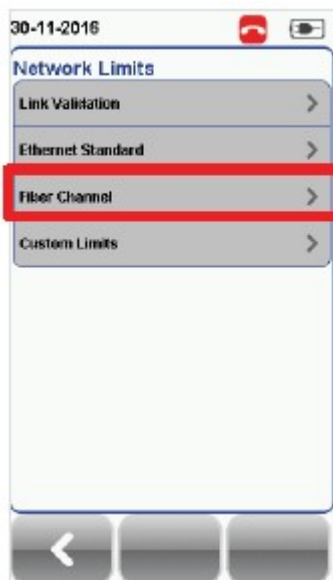 30-11-2016
Network Limits
Link Validation
Ethernet Standard
Fiber Channel
Custom Limits